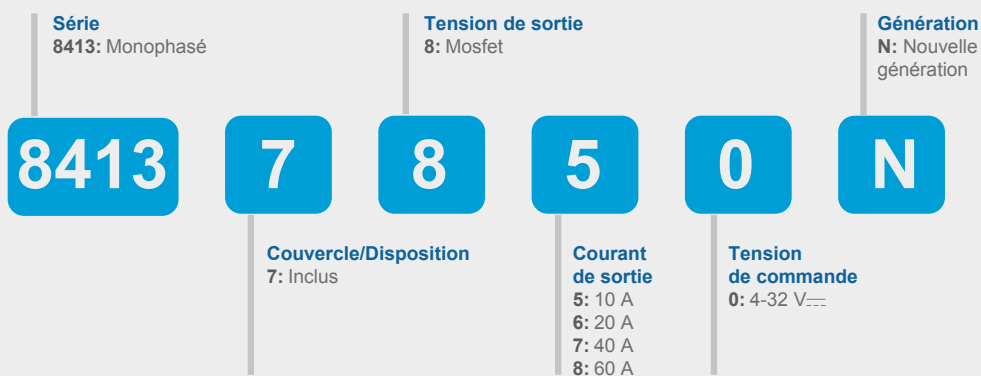 Série
8413: Monophasé
Tension de sortie
8: Mosfet
Génération
N: Nouvelle
génération
8413 7 8 5 0 N
Couvercle/Disposition
7: Inclus
Courant
de sortie
5: 10 A
6: 20 A
7: 40 A
8: 60 A
Tension
de commande
0: 4-32 V⎓